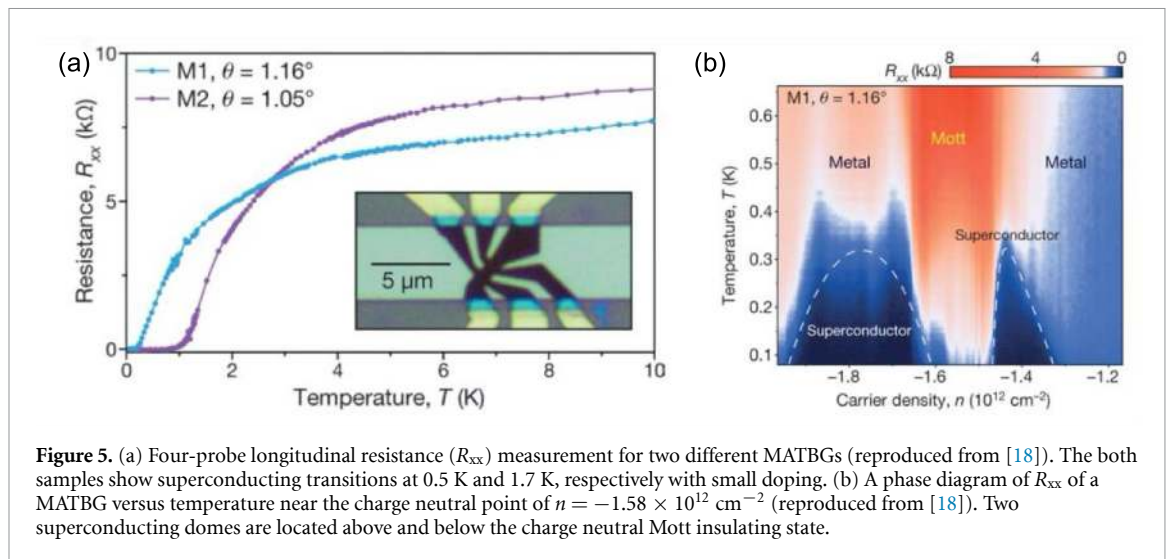 (a)
10
5
0
Resistance, Rxx (kΩ)
M1, θ = 1.16°
M2, θ = 1.05°
5 μm
0 2 4 6 8 10
Temperature, T (K)
(b)
Rxx (kΩ)
8 4 0
M1, θ = 1.16°
Mott
Metal
Metal
Superconductor
Superconductor
0.6
0.5
0.4
0.3
0.2
0.1
Temperature, T (K)
−1.8 −1.6 −1.4 −1.2
Carrier density, n (10¹² cm⁻²)
Figure 5. (a) Four-probe longitudinal resistance (Rxx) measurement for two different MATBGs (reproduced from [18]). The both
samples show superconducting transitions at 0.5 K and 1.7 K, respectively with small doping. (b) A phase diagram of Rxx of a
MATBG versus temperature near the charge neutral point of n = −1.58 × 10¹² cm⁻² (reproduced from [18]). Two
superconducting domes are located above and below the charge neutral Mott insulating state.